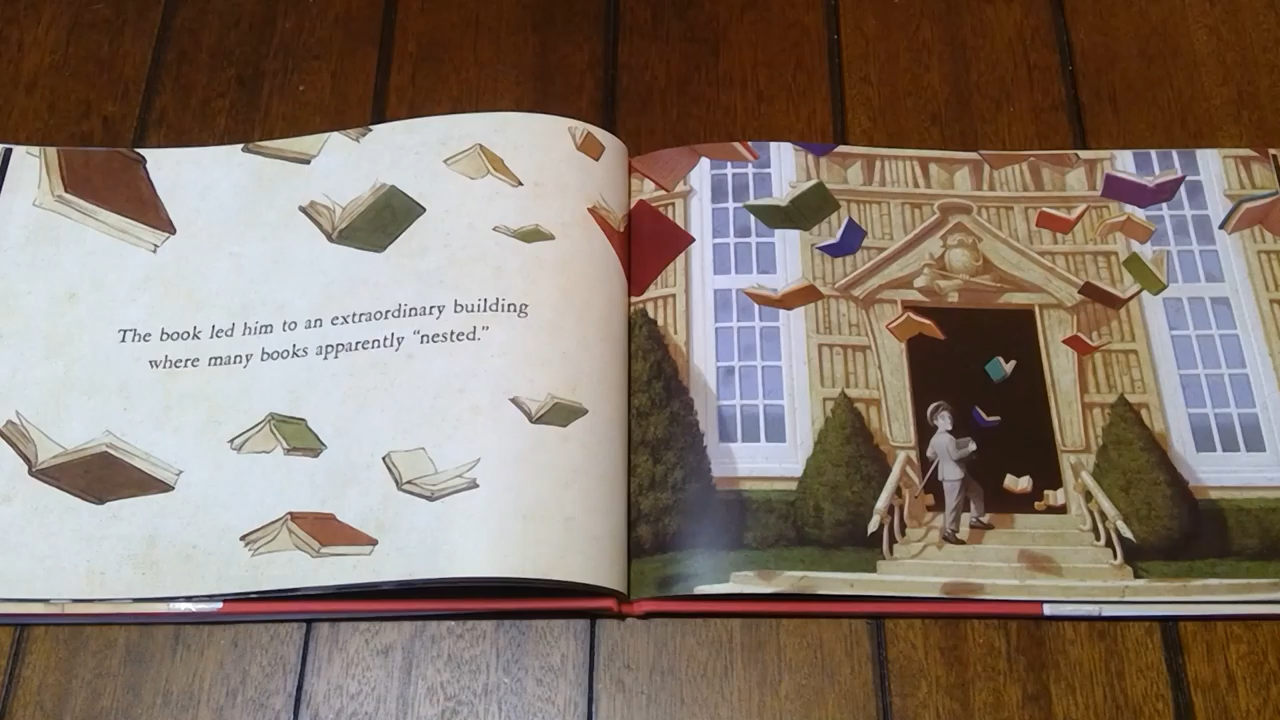 The book led him to an extraordinary building
where many books apparently “nested.”